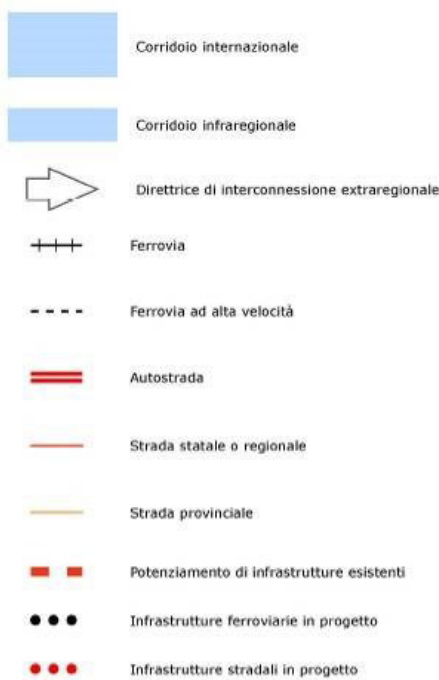 Corridoio internazionale
Corridoio infraregionale
Direttrice di interconnessione extraregionale
Ferrovia
Ferrovia ad alta velocità
Autostrada
Strada statale o regionale
Strada provinciale
Potenziamento di infrastrutture esistenti
Infrastrutture ferroviarie in progetto
Infrastrutture stradali in progetto